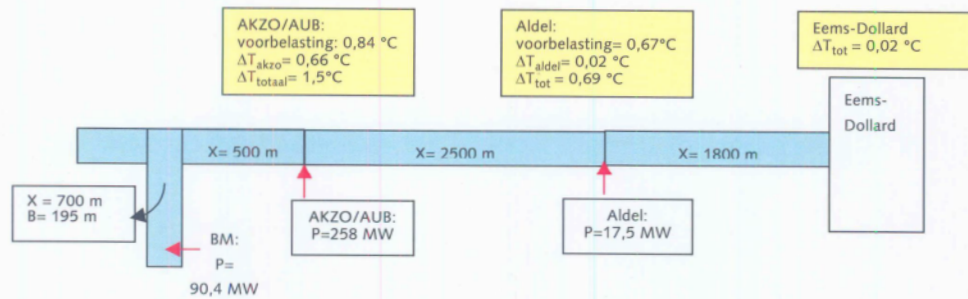 AKZO/AUB:
voorbelasting: 0,84 °C
ΔTakzo= 0,66 °C
ΔTtotaal= 1,5°C
Aldel:
voorbelasting= 0,67°C
ΔTaldel= 0,02 °C
ΔTtot= 0,69 °C
Eems-Dollard
ΔTtot= 0,02 °C
Eems-
Dollard
X= 500 m
X= 2500 m
X= 1800 m
X = 700 m
B= 195 m
BM:
P=
90,4 MW
AKZO/AUB:
P=258 MW
Aldel:
P=17,5 MW